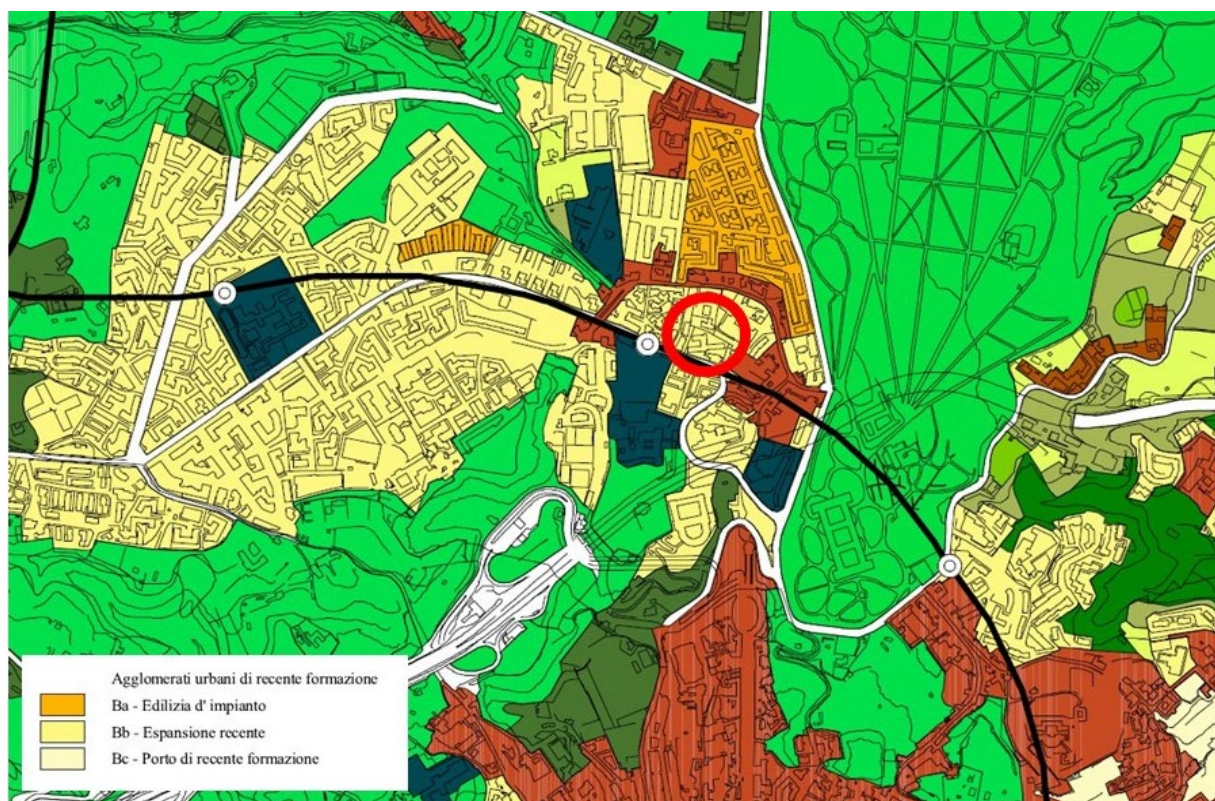 Agglomerati urbani di recente formazione
Ba - Edilizia d' impianto
Bb - Espansione recente
Bc - Porto di recente formazione